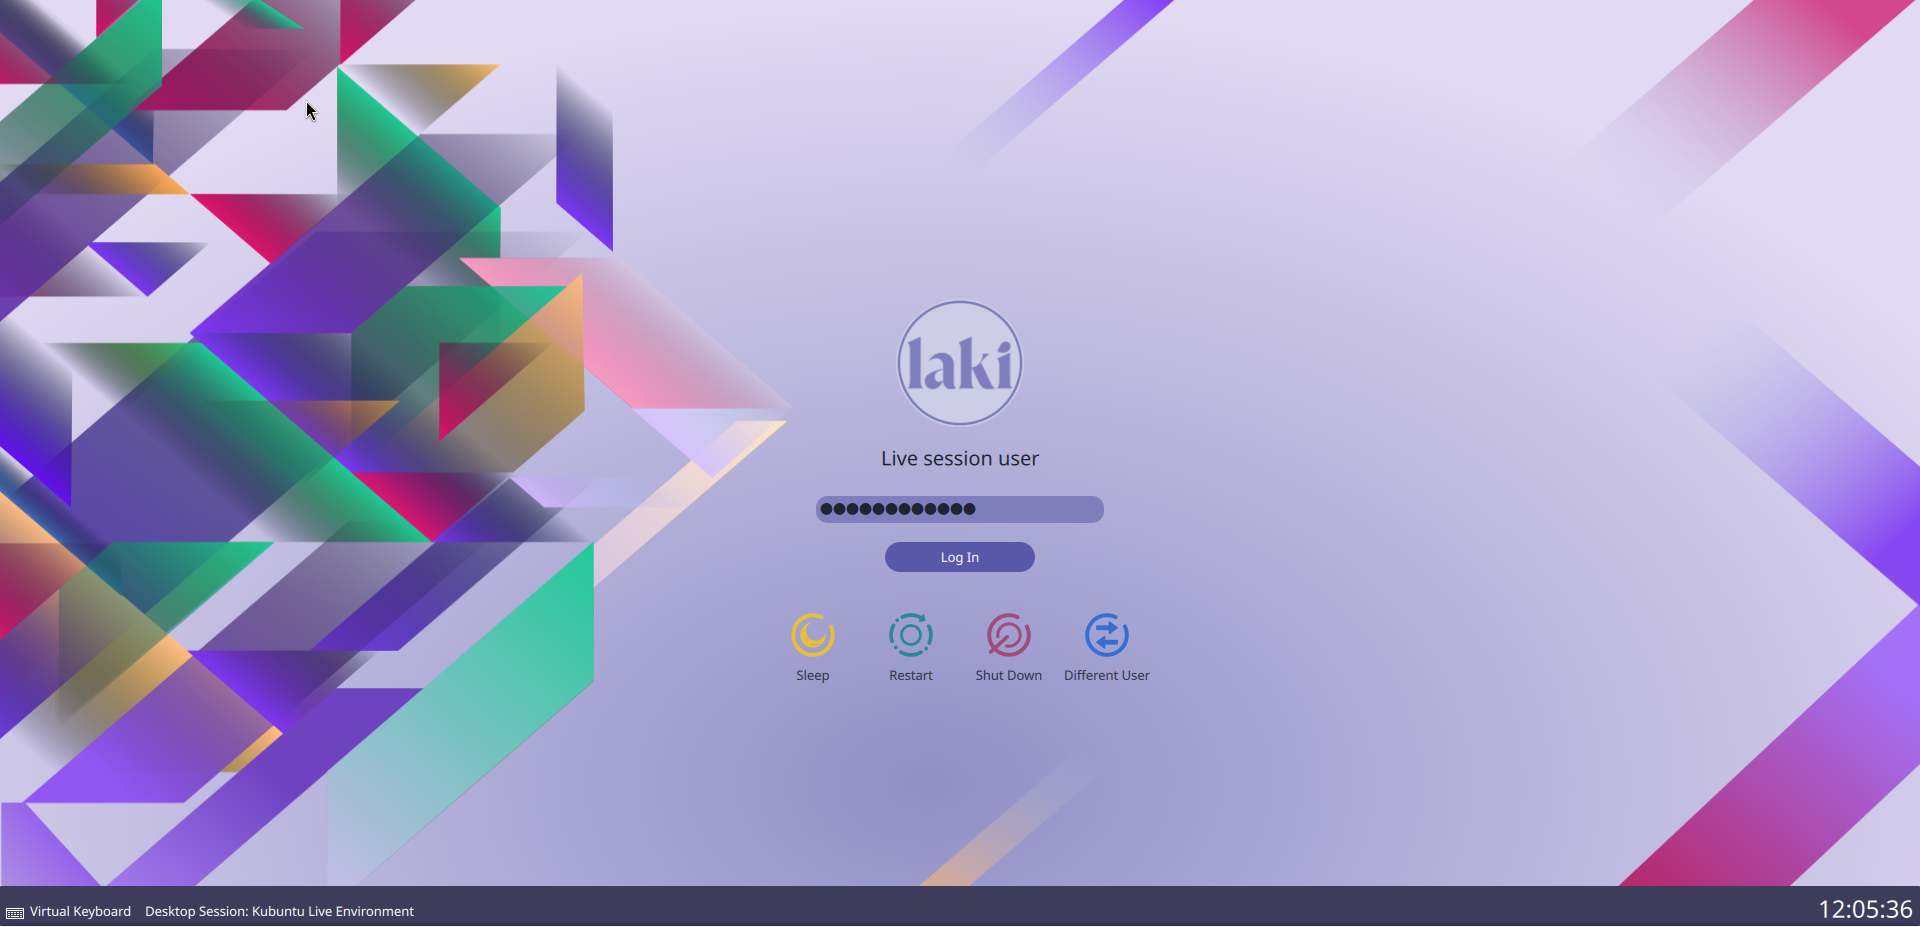 laki
Live session user
Log In
Sleep
Restart
Shut Down
Different User
Virtual Keyboard
Desktop Session: Kubuntu Live Environment
12:05:36